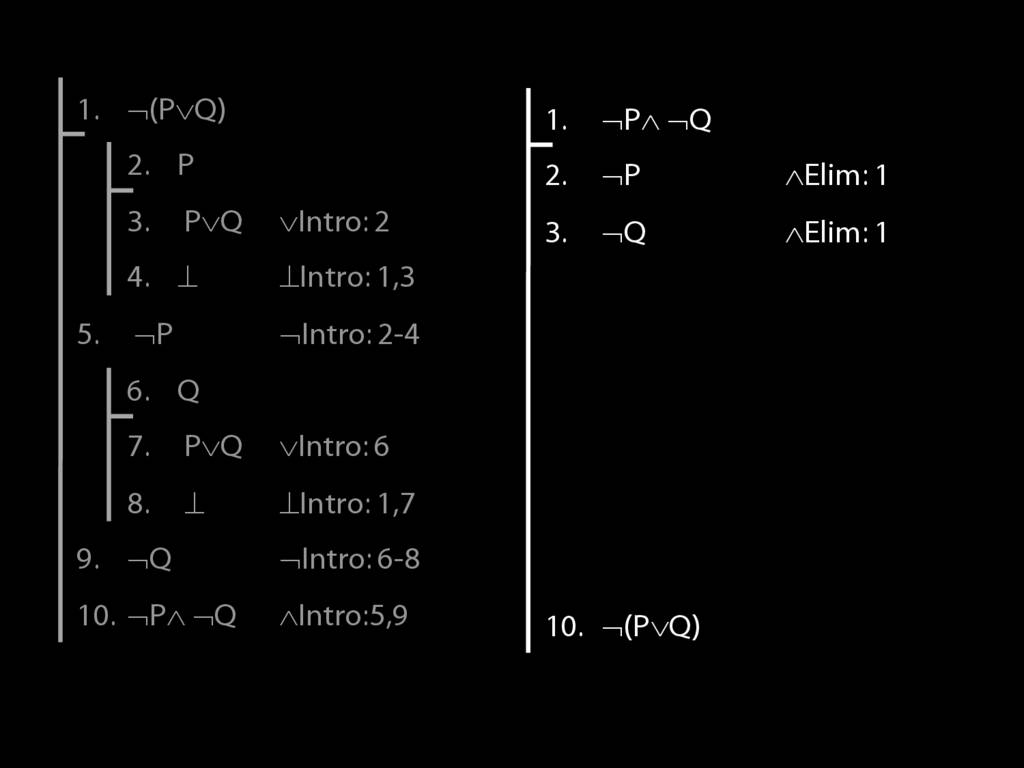 1. ¬(P∨Q)
2. P
3. P∨Q ∨Intro: 2
4. ⊥ ⊥Intro: 1,3
5. ¬P ¬Intro: 2-4
6. Q
7. P∨Q ∨Intro: 6
8. ⊥ ⊥Intro: 1,7
9. ¬Q ¬Intro: 6-8
10. ¬P∧ ¬Q ∧Intro:5,9
1. ¬P∧ ¬Q
2. ¬P ∧Elim: 1
3. ¬Q ∧Elim: 1
10. ¬(P∨Q)